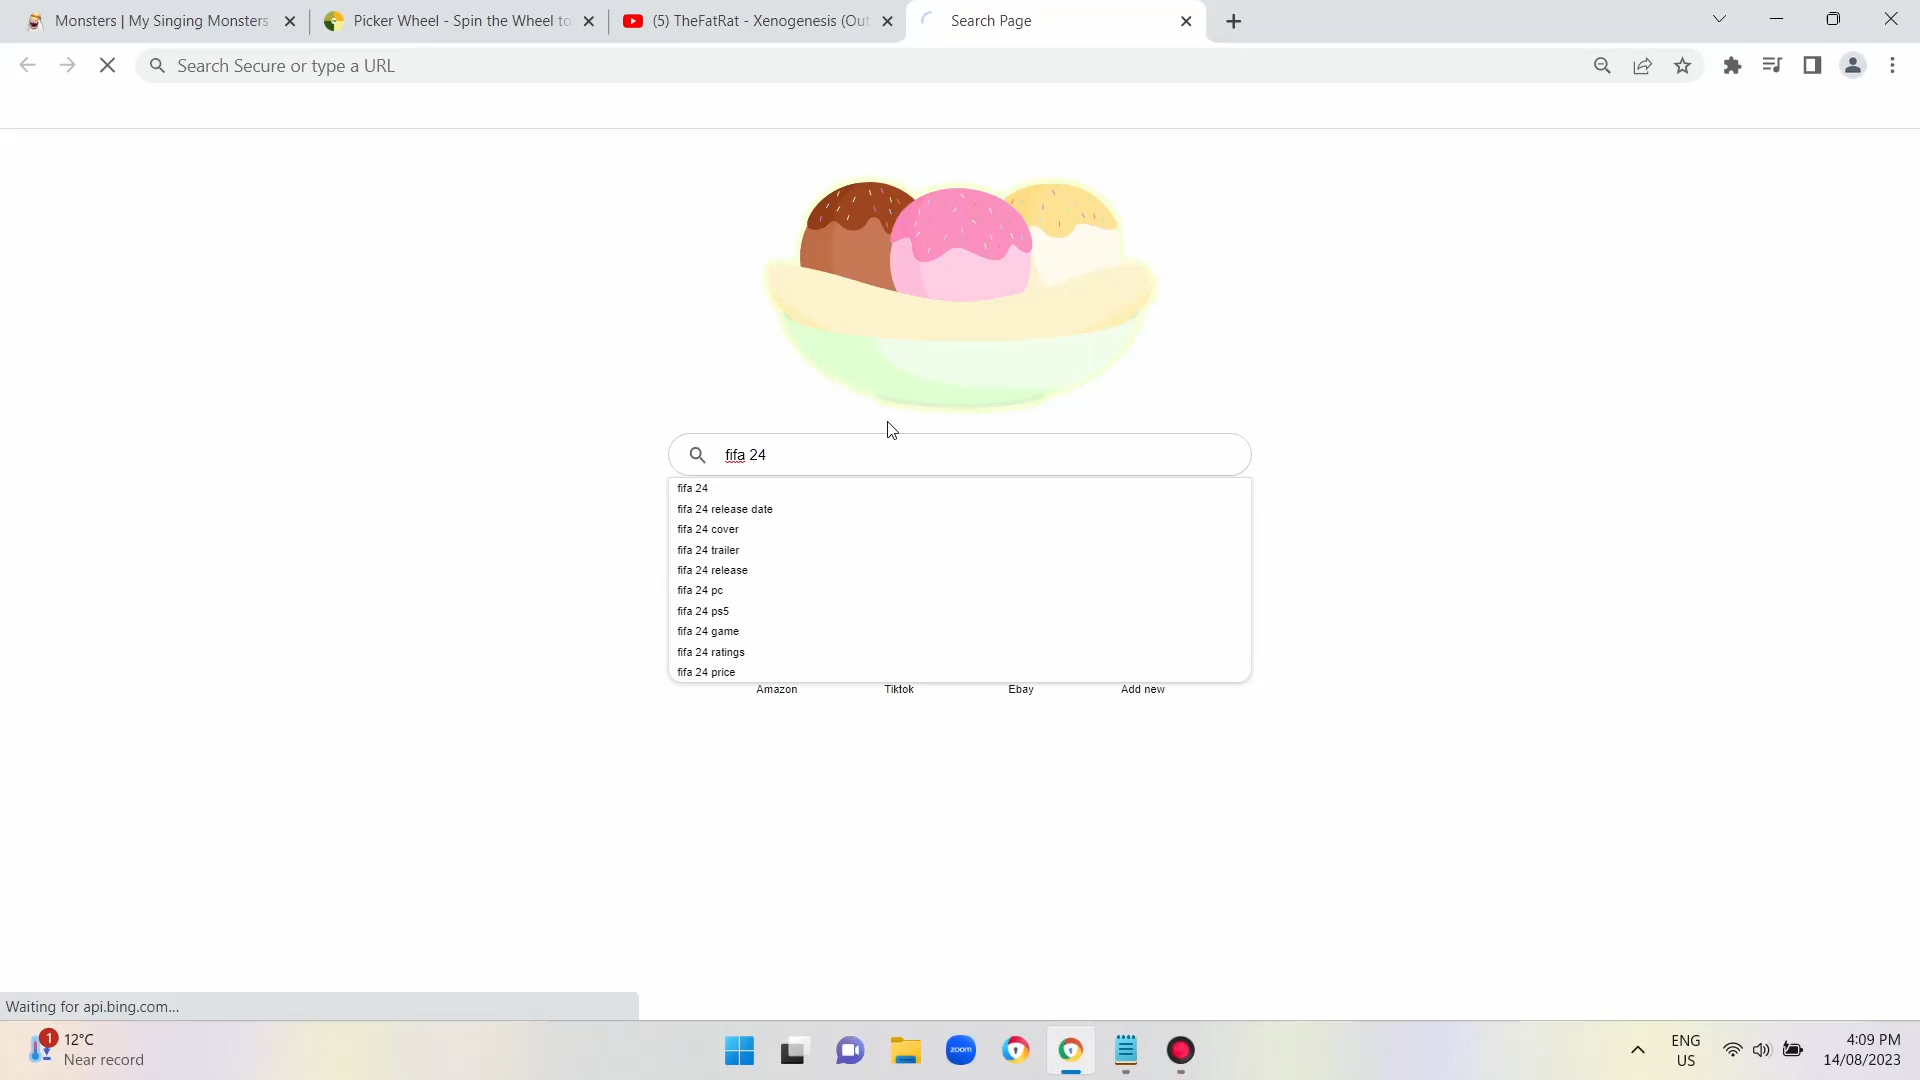 Monsters | My Singing Monsters
Picker Wheel - Spin the Wheel to
(5) TheFatRat - Xenogenesis (Out
Search Page
Search Secure or type a URL
fifa 24
fifa 24
fifa 24 release date
fifa 24 cover
fifa 24 trailer
fifa 24 release
fifa 24 pc
fifa 24 ps5
fifa 24 game
fifa 24 ratings
fifa 24 price
Amazon Tiktok Ebay Add new
Waiting for api.bing.com...
1 12°C
Near record
zoom
ENG
US
4:09 PM
14/08/2023